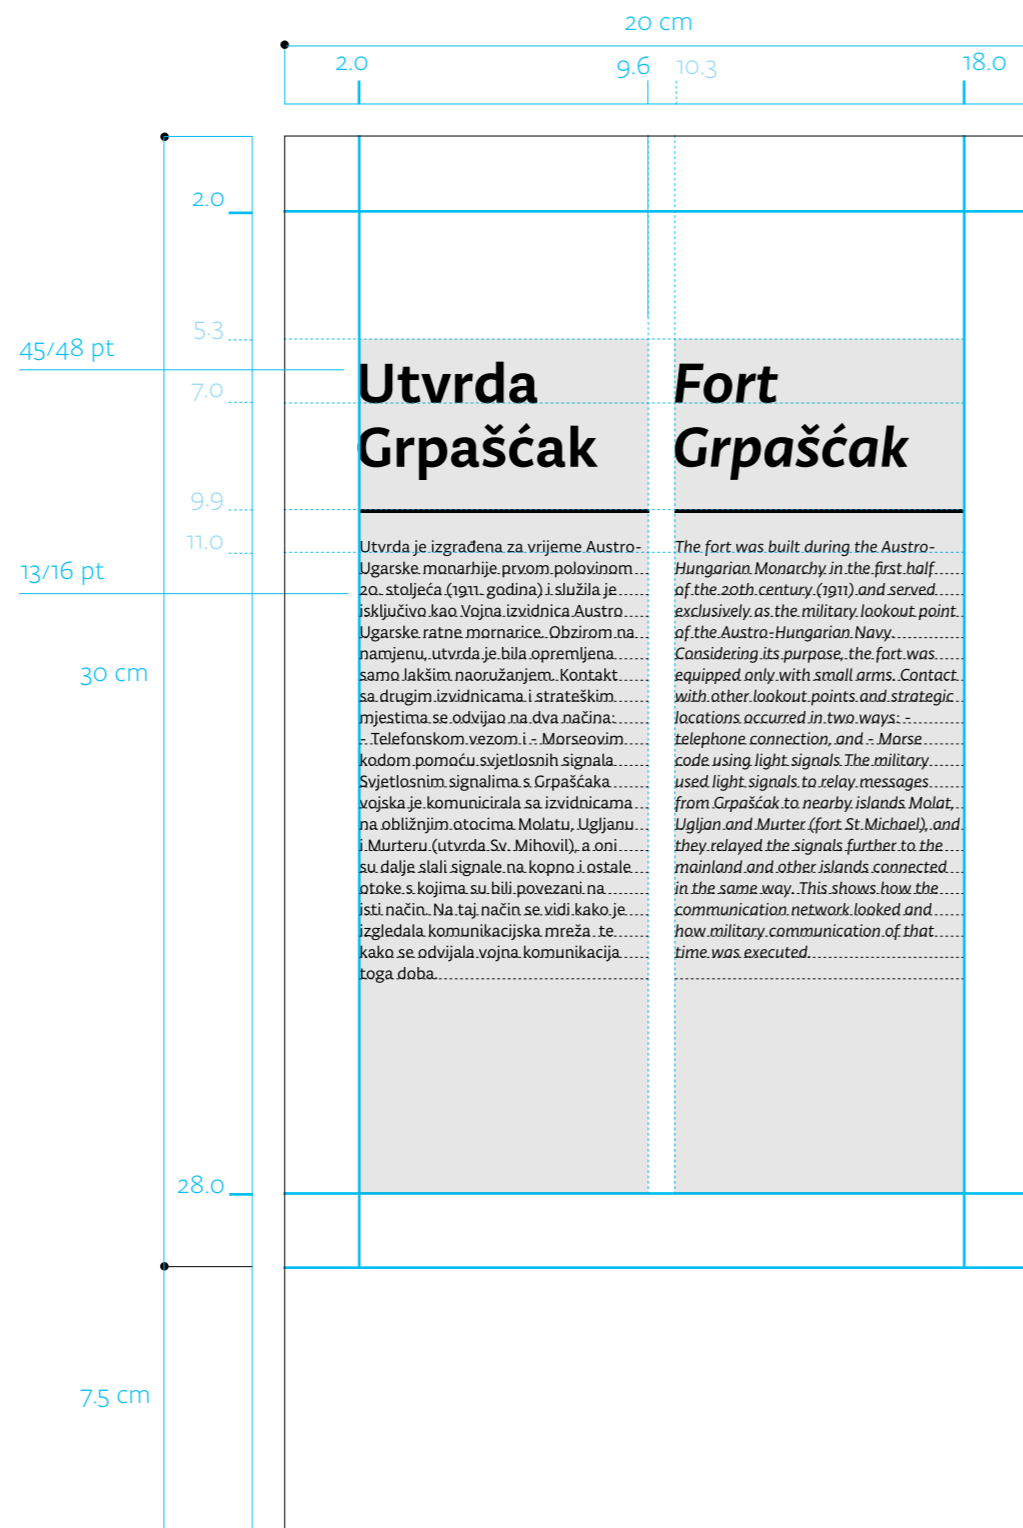 20 cm
2.0
9.6
10.3
18.0
2.0
5.3
45/48 pt
7.0
9.9
11.0
13/16 pt
30 cm
28.0
7.5 cm
Utvrda
Grpašćak
Utvrda je izgrađena za vrijeme Austro-
Ugarske monarhije prvom polovinom
20. stoljeća (1911. godina) i služila je
isključivo kao Vojna izvidnica Austro
Ugarske ratne mornarice. Obzirom na
namjenu, utvrda je bila opremljena
samo lakšim naoružanjem. Kontakt
sa drugim izvidnicama i strateškim
mjestima se odvijao na dva načina:
- Telefonskom vezom i - Morseovim
kodom pomoću svjetlosnih signala
Svjetlosnim signalima s Grpašćaka
vojska je komunicirala sa izvidnicama
na obližnjim otocima Molatu, Ugljanu
i Murteru (utvrda Sv. Mihovil), a oni
su dalje slali signale na kopno i ostale
otoke s kojima su bili povezani na
isti način. Na taj način se vidi kako je
izgledala komunikacijska mreža te
kako se odvijala vojna komunikacija
toga doba.
Fort
Grpašćak
The fort was built during the Austro-
Hungarian Monarchy in the first half
of the 20th century (1911) and served
exclusively as the military lookout point
of the Austro-Hungarian Navy.
Considering its purpose, the fort was
equipped only with small arms. Contact
with other lookout points and strategic
locations occurred in two ways: -
telephone connection, and - Morse
code using light signals The military
used light signals to relay messages
from Grpašćak to nearby islands Molat,
Ugljan and Murter (fort St Michael), and
they relayed the signals further to the
mainland and other islands connected
in the same way. This shows how the
communication network looked and
how military communication of that
time was executed.